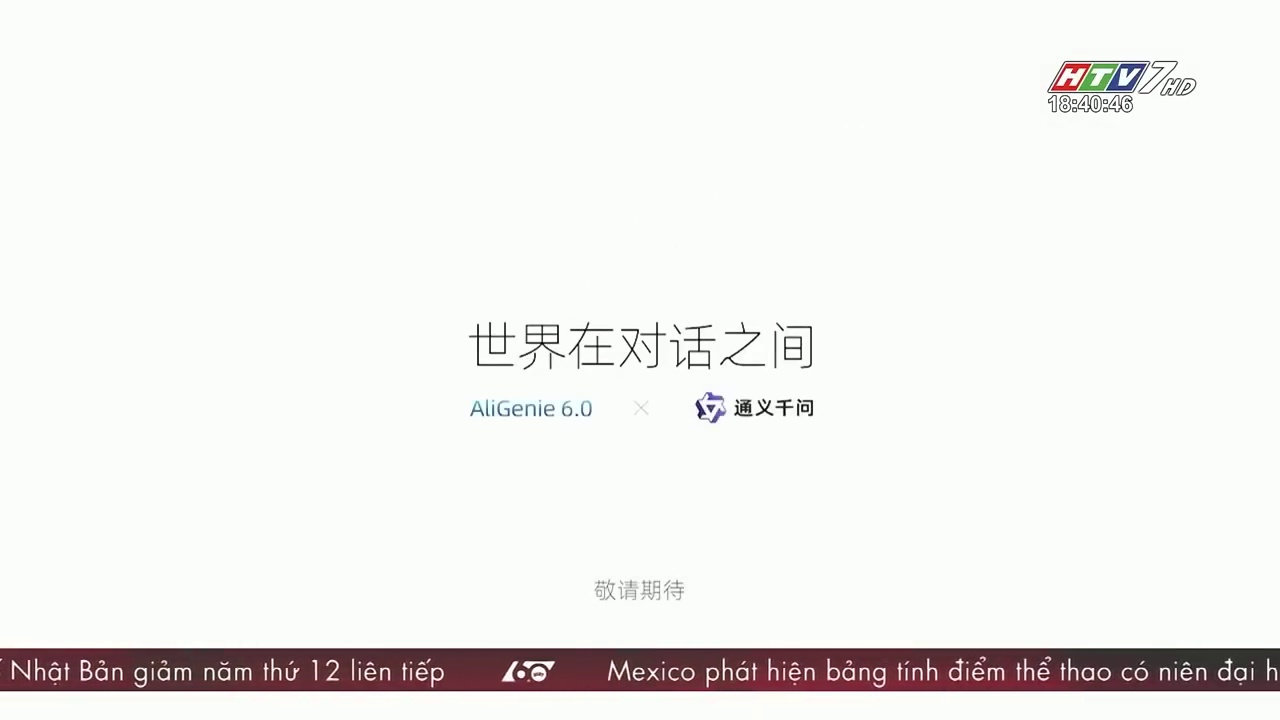 HTV7 HD
18:40:46
世界在对话之间
AliGenie 6.0 × 通义千问
敬请期待
Nhật Bản giảm năm thứ 12 liên tiếp 60 Mexico phát hiện bảng tính điểm thể thao có niên đại